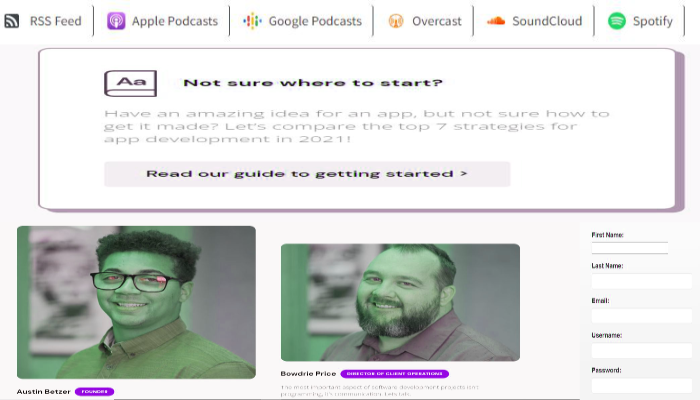 RSS Feed
Apple Podcasts
Google Podcasts
Overcast
SoundCloud
Spotify
Aa
Not sure where to start?
Have an amazing idea for an app, but not sure how to
get it made? Let's compare the top 7 strategies for
app development in 2021!
Read our guide to getting started >
Austin Betzer FOUNDER
Bowdrie Price DIRECTOR OF CLIENT OPERATIONS
The most important aspect of software development projects isn't
programming, it's communication. Lets talk.
First Name:
Last Name:
Email:
Username:
Password: